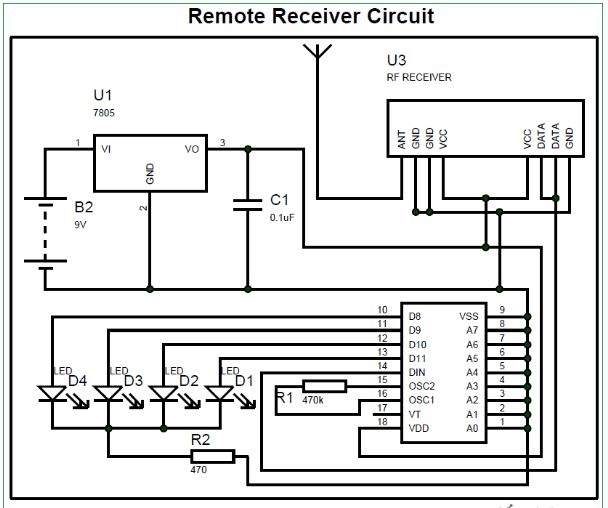 Remote Receiver Circuit
U3
RF RECEIVER
ANT
GND
GND
VCC
VCC
DATA
DATA
GND
U1
7805
1
VI
VO
3
GND
2
B2
9V
C1
0.1uF
10 D8 VSS 9
11 D9 A7 8
12 D10 A6 7
13 D11 A5 6
14 DIN A4 5
15 OSC2 A3 4
16 OSC1 A2 3
17 VT A1 2
18 VDD A0 1
LED
D4
LED
D3
LED
D2
LED
D1
R1
470k
R2
470